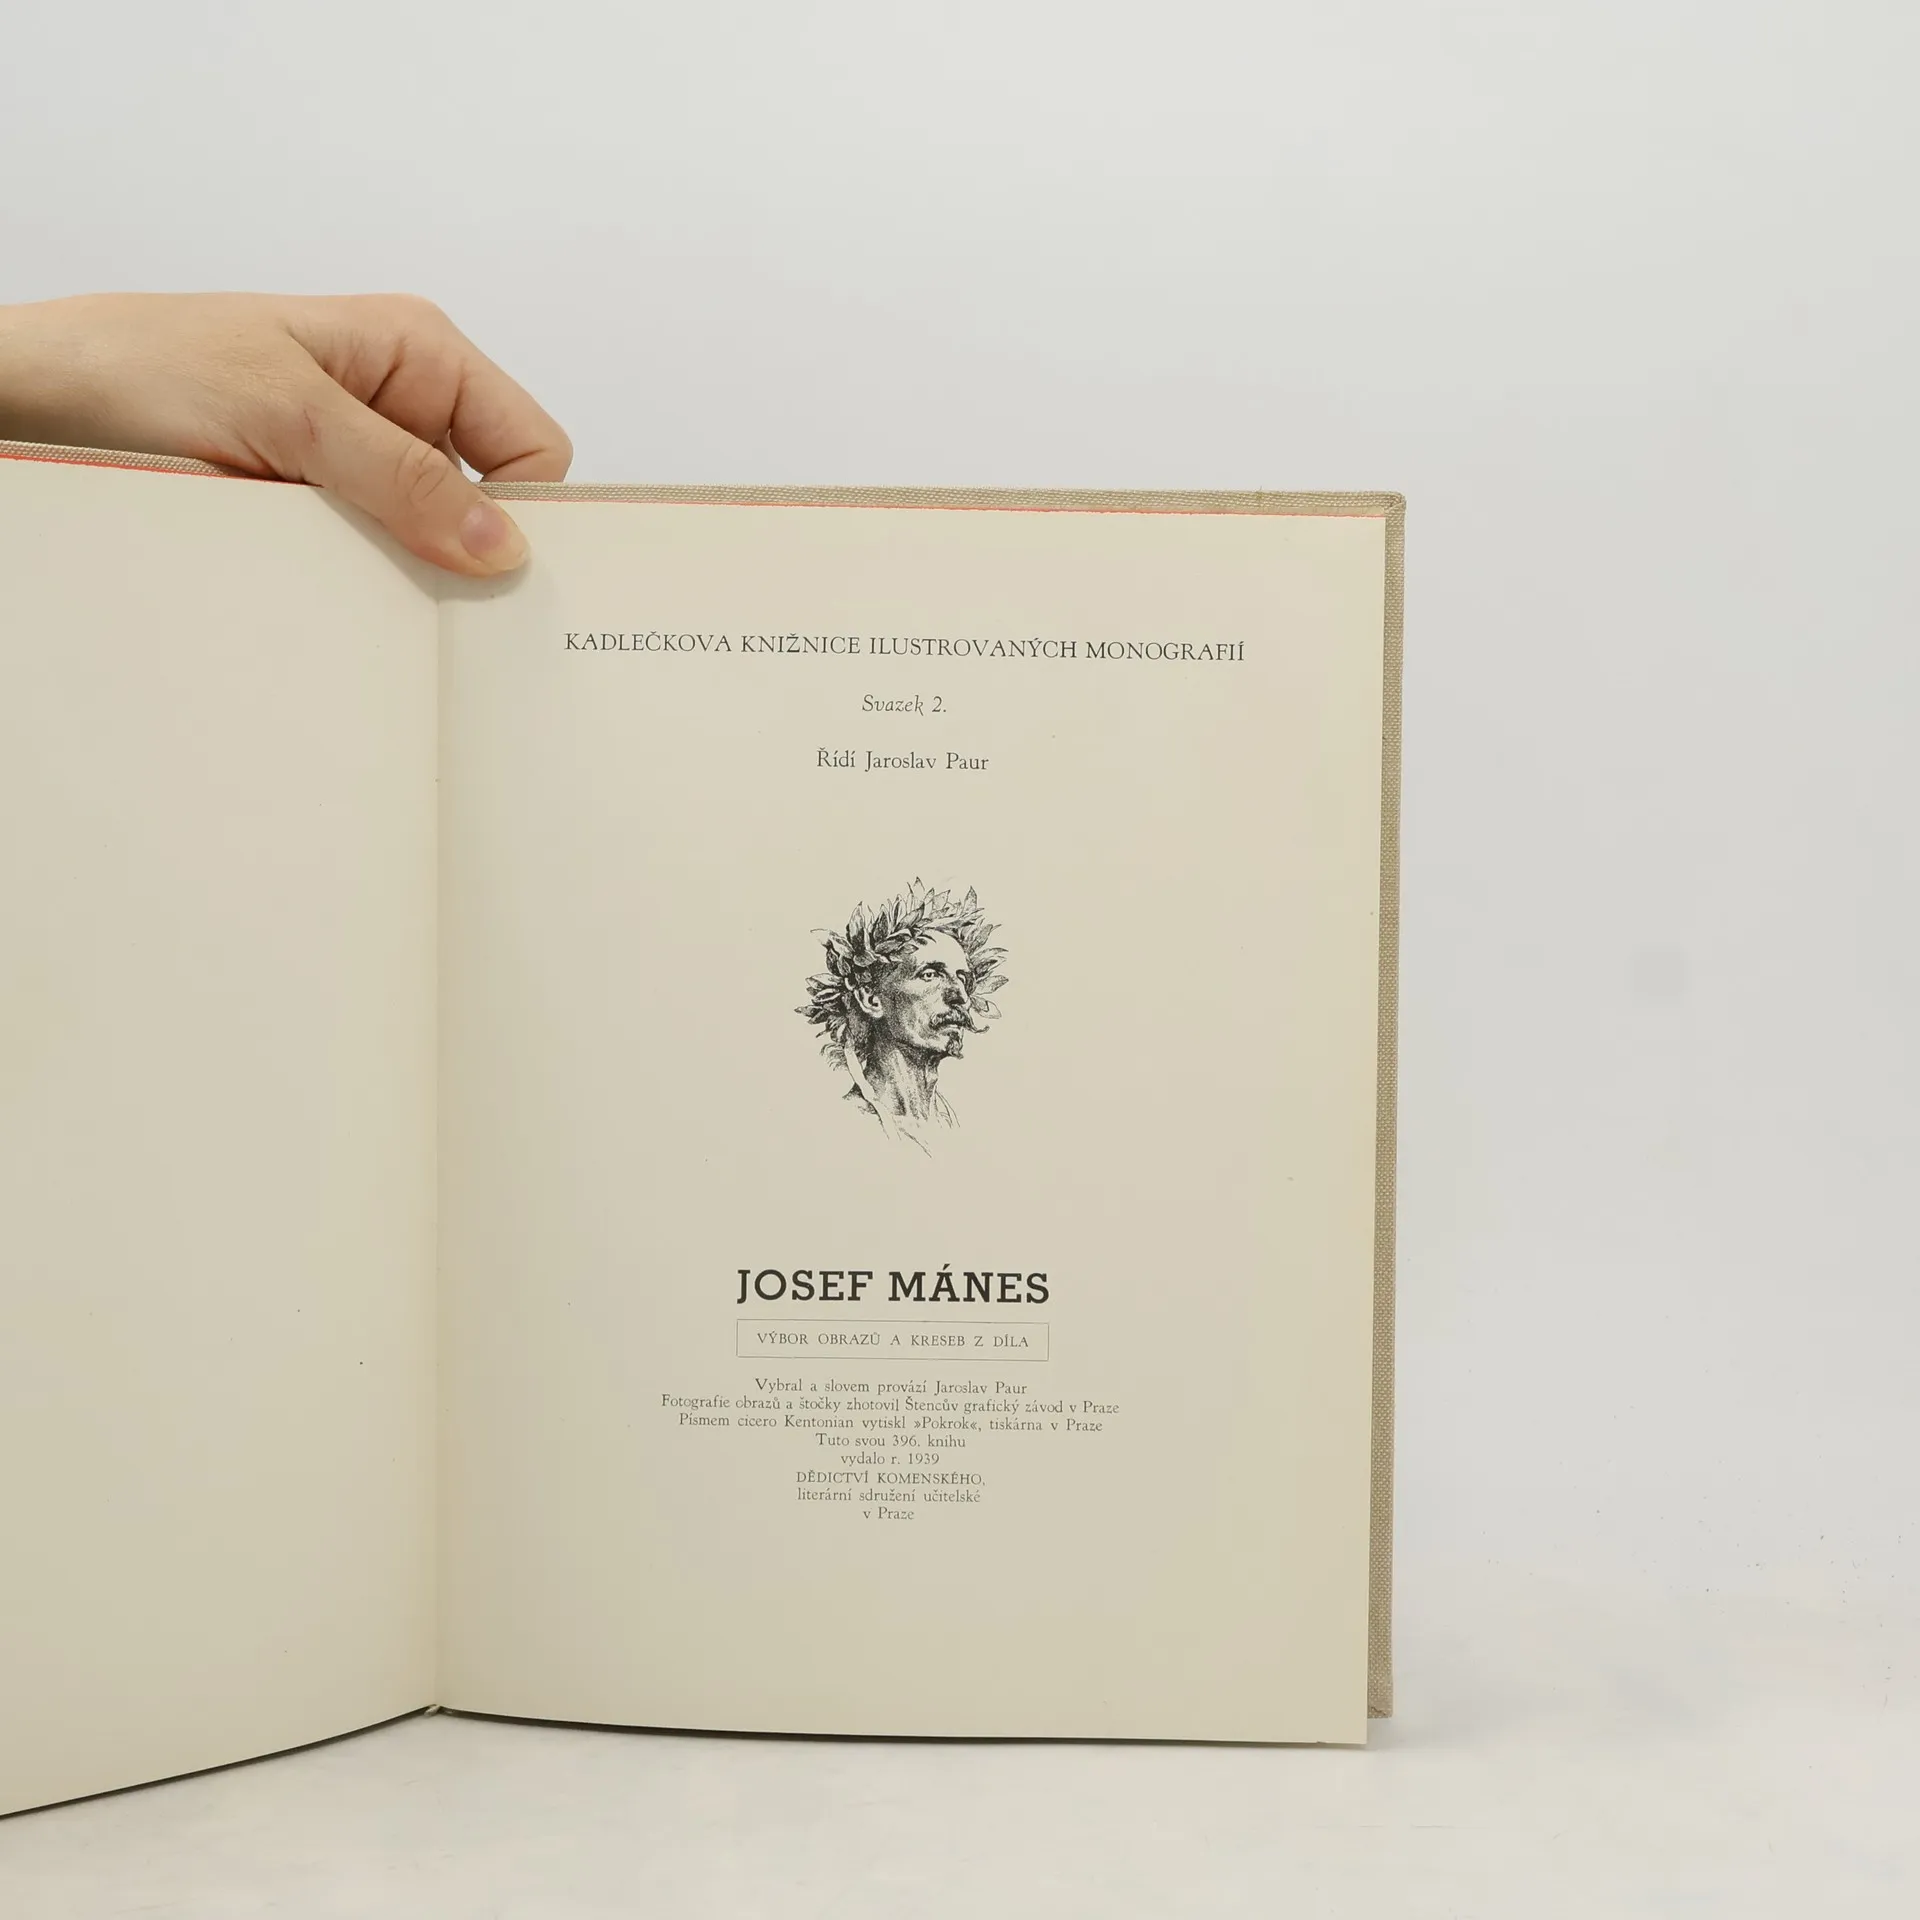 KADLEČKOVA KNIŽNICE ILUSTROVANÝCH MONOGRAFIÍ
Svazek 2.
Řídí Jaroslav Paur
JOSEF MÁNES
VÝBOR OBRAZŮ A KRESEB Z DÍLA
Vybral a slovem provází Jaroslav Paur
Fotografie obrazů a štočky zhotovil Štencův grafický závod v Praze
Písmem cicero Kentonian vytiskl »Pokrok«, tiskárna v Praze
Tuto svou 396. knihu
vydalo r. 1939
DĚDICTVÍ KOMENSKÉHO,
literární sdružení učitelské
v Praze